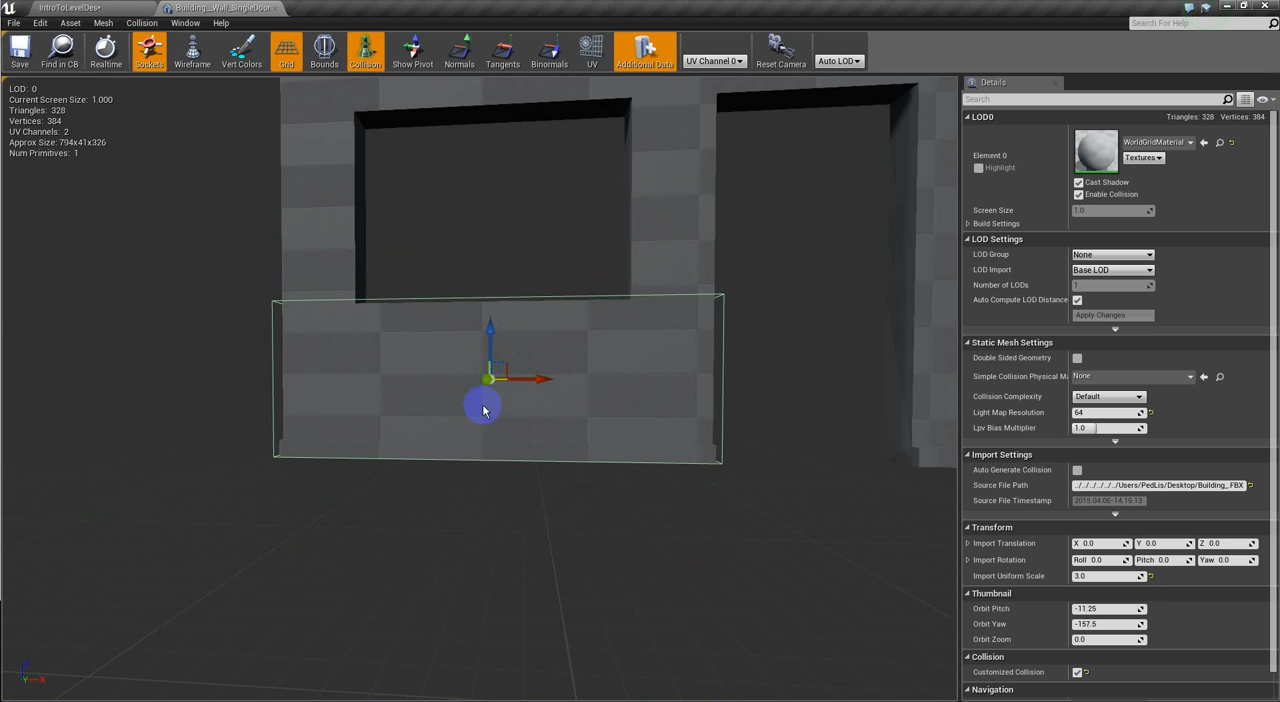 IntroToLevelDes*
Building__Wall_SingleDoor
File Edit Asset Mesh Collision Window Help
Search For Help
Save
Find in CB
Realtime
Sockets
Wireframe
Vert Colors
Grid
Bounds
Collision
Show Pivot
Normals
Tangents
Binormals
UV
Additional Data
UV Channel 0
Reset Camera
Auto LOD
LOD: 0
Current Screen Size: 1.000
Triangles: 328
Vertices: 384
UV Channels: 2
Approx Size: 794x41x326
Num Primitives: 1
Details
Search
LOD0 Triangles: 328 Vertices: 384
Element 0
Highlight
WorldGridMaterial
Textures
Cast Shadow
Enable Collision
Screen Size 1.0
Build Settings
LOD Settings
LOD Group None
LOD Import Base LOD
Number of LODs 1
Auto Compute LOD Distance
Apply Changes
Static Mesh Settings
Double Sided Geometry
Simple Collision Physical M None
Collision Complexity Default
Light Map Resolution 64
Lpv Bias Multiplier 1.0
Import Settings
Auto Generate Collision
Source File Path ../../../../../../Users/PedLis/Desktop/Building_.FBX
Source File Timestamp 2015.04.06-14.19.13
Transform
Import Translation X 0.0 Y 0.0 Z 0.0
Import Rotation Roll 0.0 Pitch 0.0 Yaw 0.0
Import Uniform Scale 3.0
Thumbnail
Orbit Pitch -11.25
Orbit Yaw -157.5
Orbit Zoom 0.0
Collision
Customized Collision
Navigation
Z
Y
X